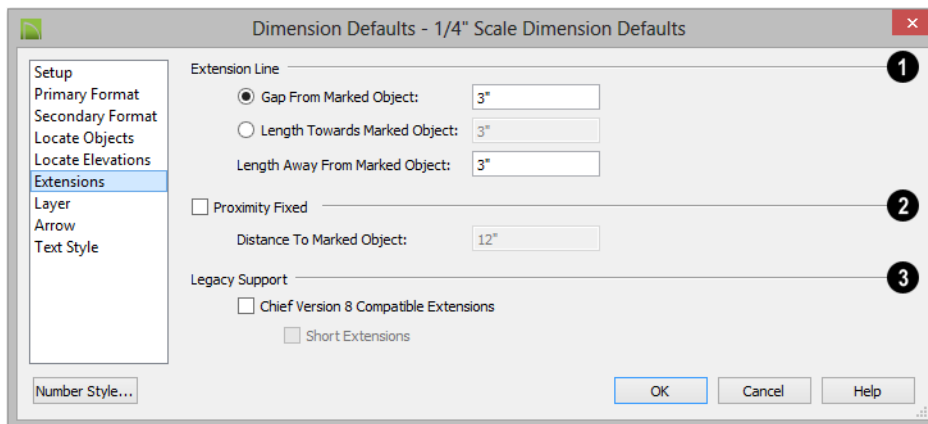 Dimension Defaults - 1/4" Scale Dimension Defaults
Setup
Primary Format
Secondary Format
Locate Objects
Locate Elevations
Extensions
Layer
Arrow
Text Style
Extension Line 1
Gap From Marked Object: 3"
Length Towards Marked Object: 3"
Length Away From Marked Object: 3"
Proximity Fixed 2
Distance To Marked Object: 12"
Legacy Support 3
Chief Version 8 Compatible Extensions
Short Extensions
Number Style... OK Cancel Help